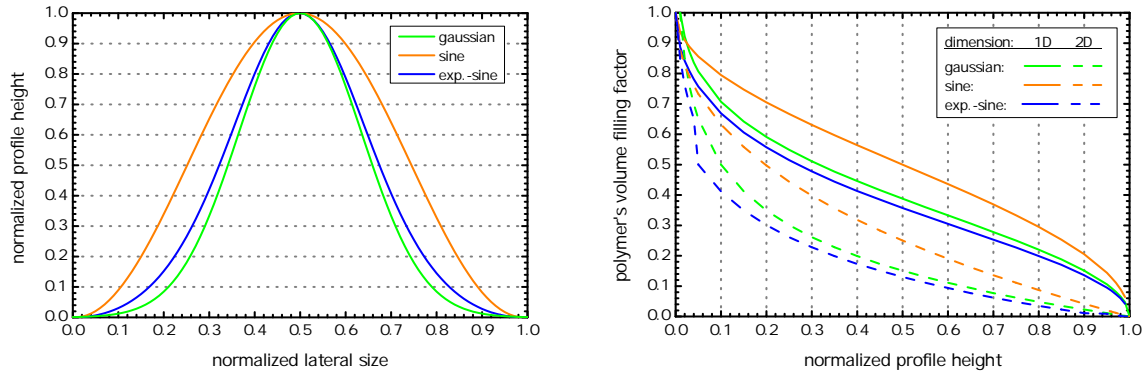 1.0
0.9
0.8
0.7
0.6
0.5
0.4
0.3
0.2
0.1
0.0
normalized profile height
0.0 0.1 0.2 0.3 0.4 0.5 0.6 0.7 0.8 0.9 1.0
normalized lateral size
gaussian
sine
exp.-sine
1.0
0.9
0.8
0.7
0.6
0.5
0.4
0.3
0.2
0.1
0.0
polymer's volume filling factor
0.0 0.1 0.2 0.3 0.4 0.5 0.6 0.7 0.8 0.9 1.0
normalized profile height
dimension: 1D 2D
gaussian:
sine:
exp.-sine: